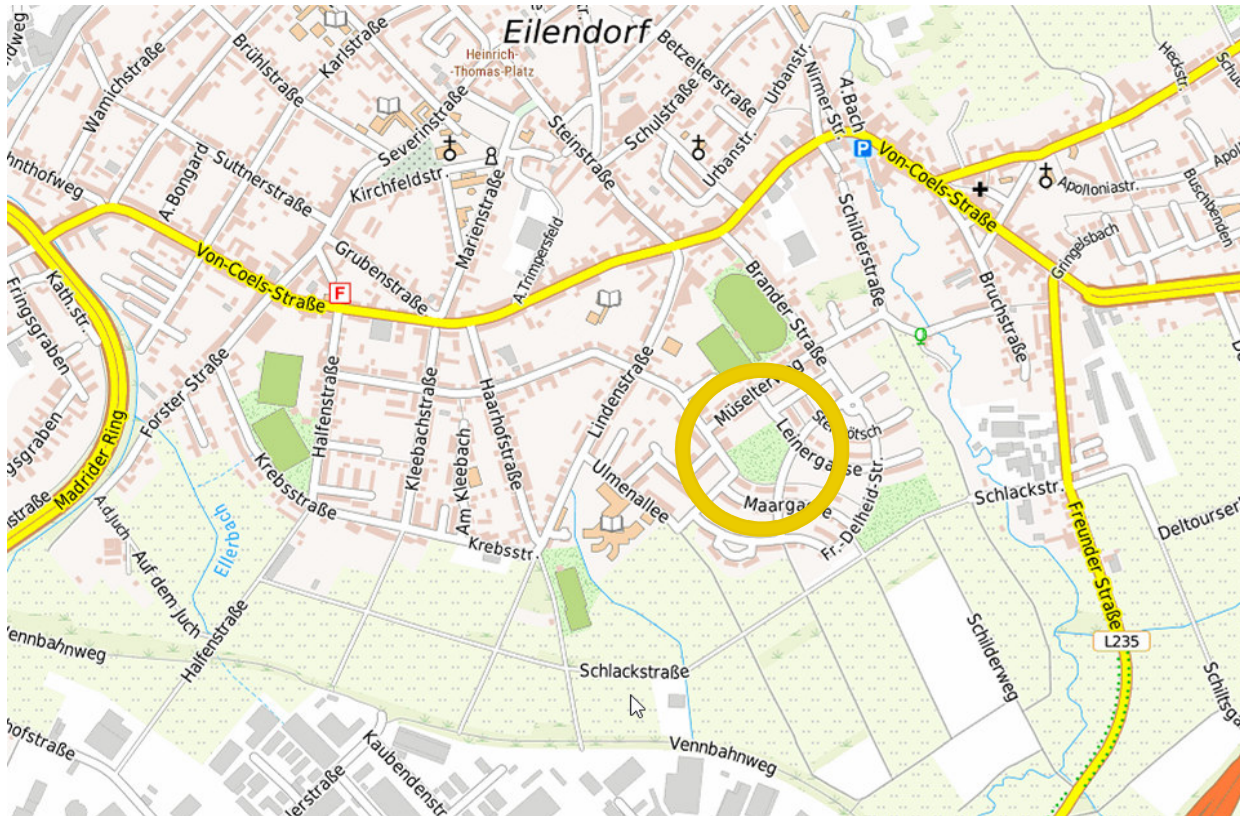 Eilendorf
Heinrich-
-Thomas-Platz
Karlstraße
Brühlstraße
Wamichstraße
Betzelterstraße
Urbanstr.
Nirmer Str.
A.Bach
Heckstr.
Severinstraße
Steinstraße
Schulstraße
Urbanstr.
P
Von-Coels-Straße
Suttnerstraße
A.Bongard
Kirchfeldstr.
Marienstraße
A.Trimpersfeld
Schilderstraße
Apolloniastr.
Buschbenden
Gringelsbach
Von-Coels-Straße
Grubenstraße
F
Kath.str.
Fringsgraben
Forster Straße
Madrider Ring
Brander Straße
Bruchstraße
Halfenstraße
Kleebachstraße
Am Kleebach
Haarhofstraße
Lindenstraße
Müselterweg
Leinergasse
Maargasse
Fr.-Delheid-Str.
Ulmenallee
Krebsstraße
Krebsstr.
Schlackstr.
Freunder Straße
Ellerbach
A.d.Juch - Auf dem Juch
Halfenstraße
Vennbahnweg
Schlackstraße
Schilderweg
L235
Vennbahnweg
Kaubendenstr